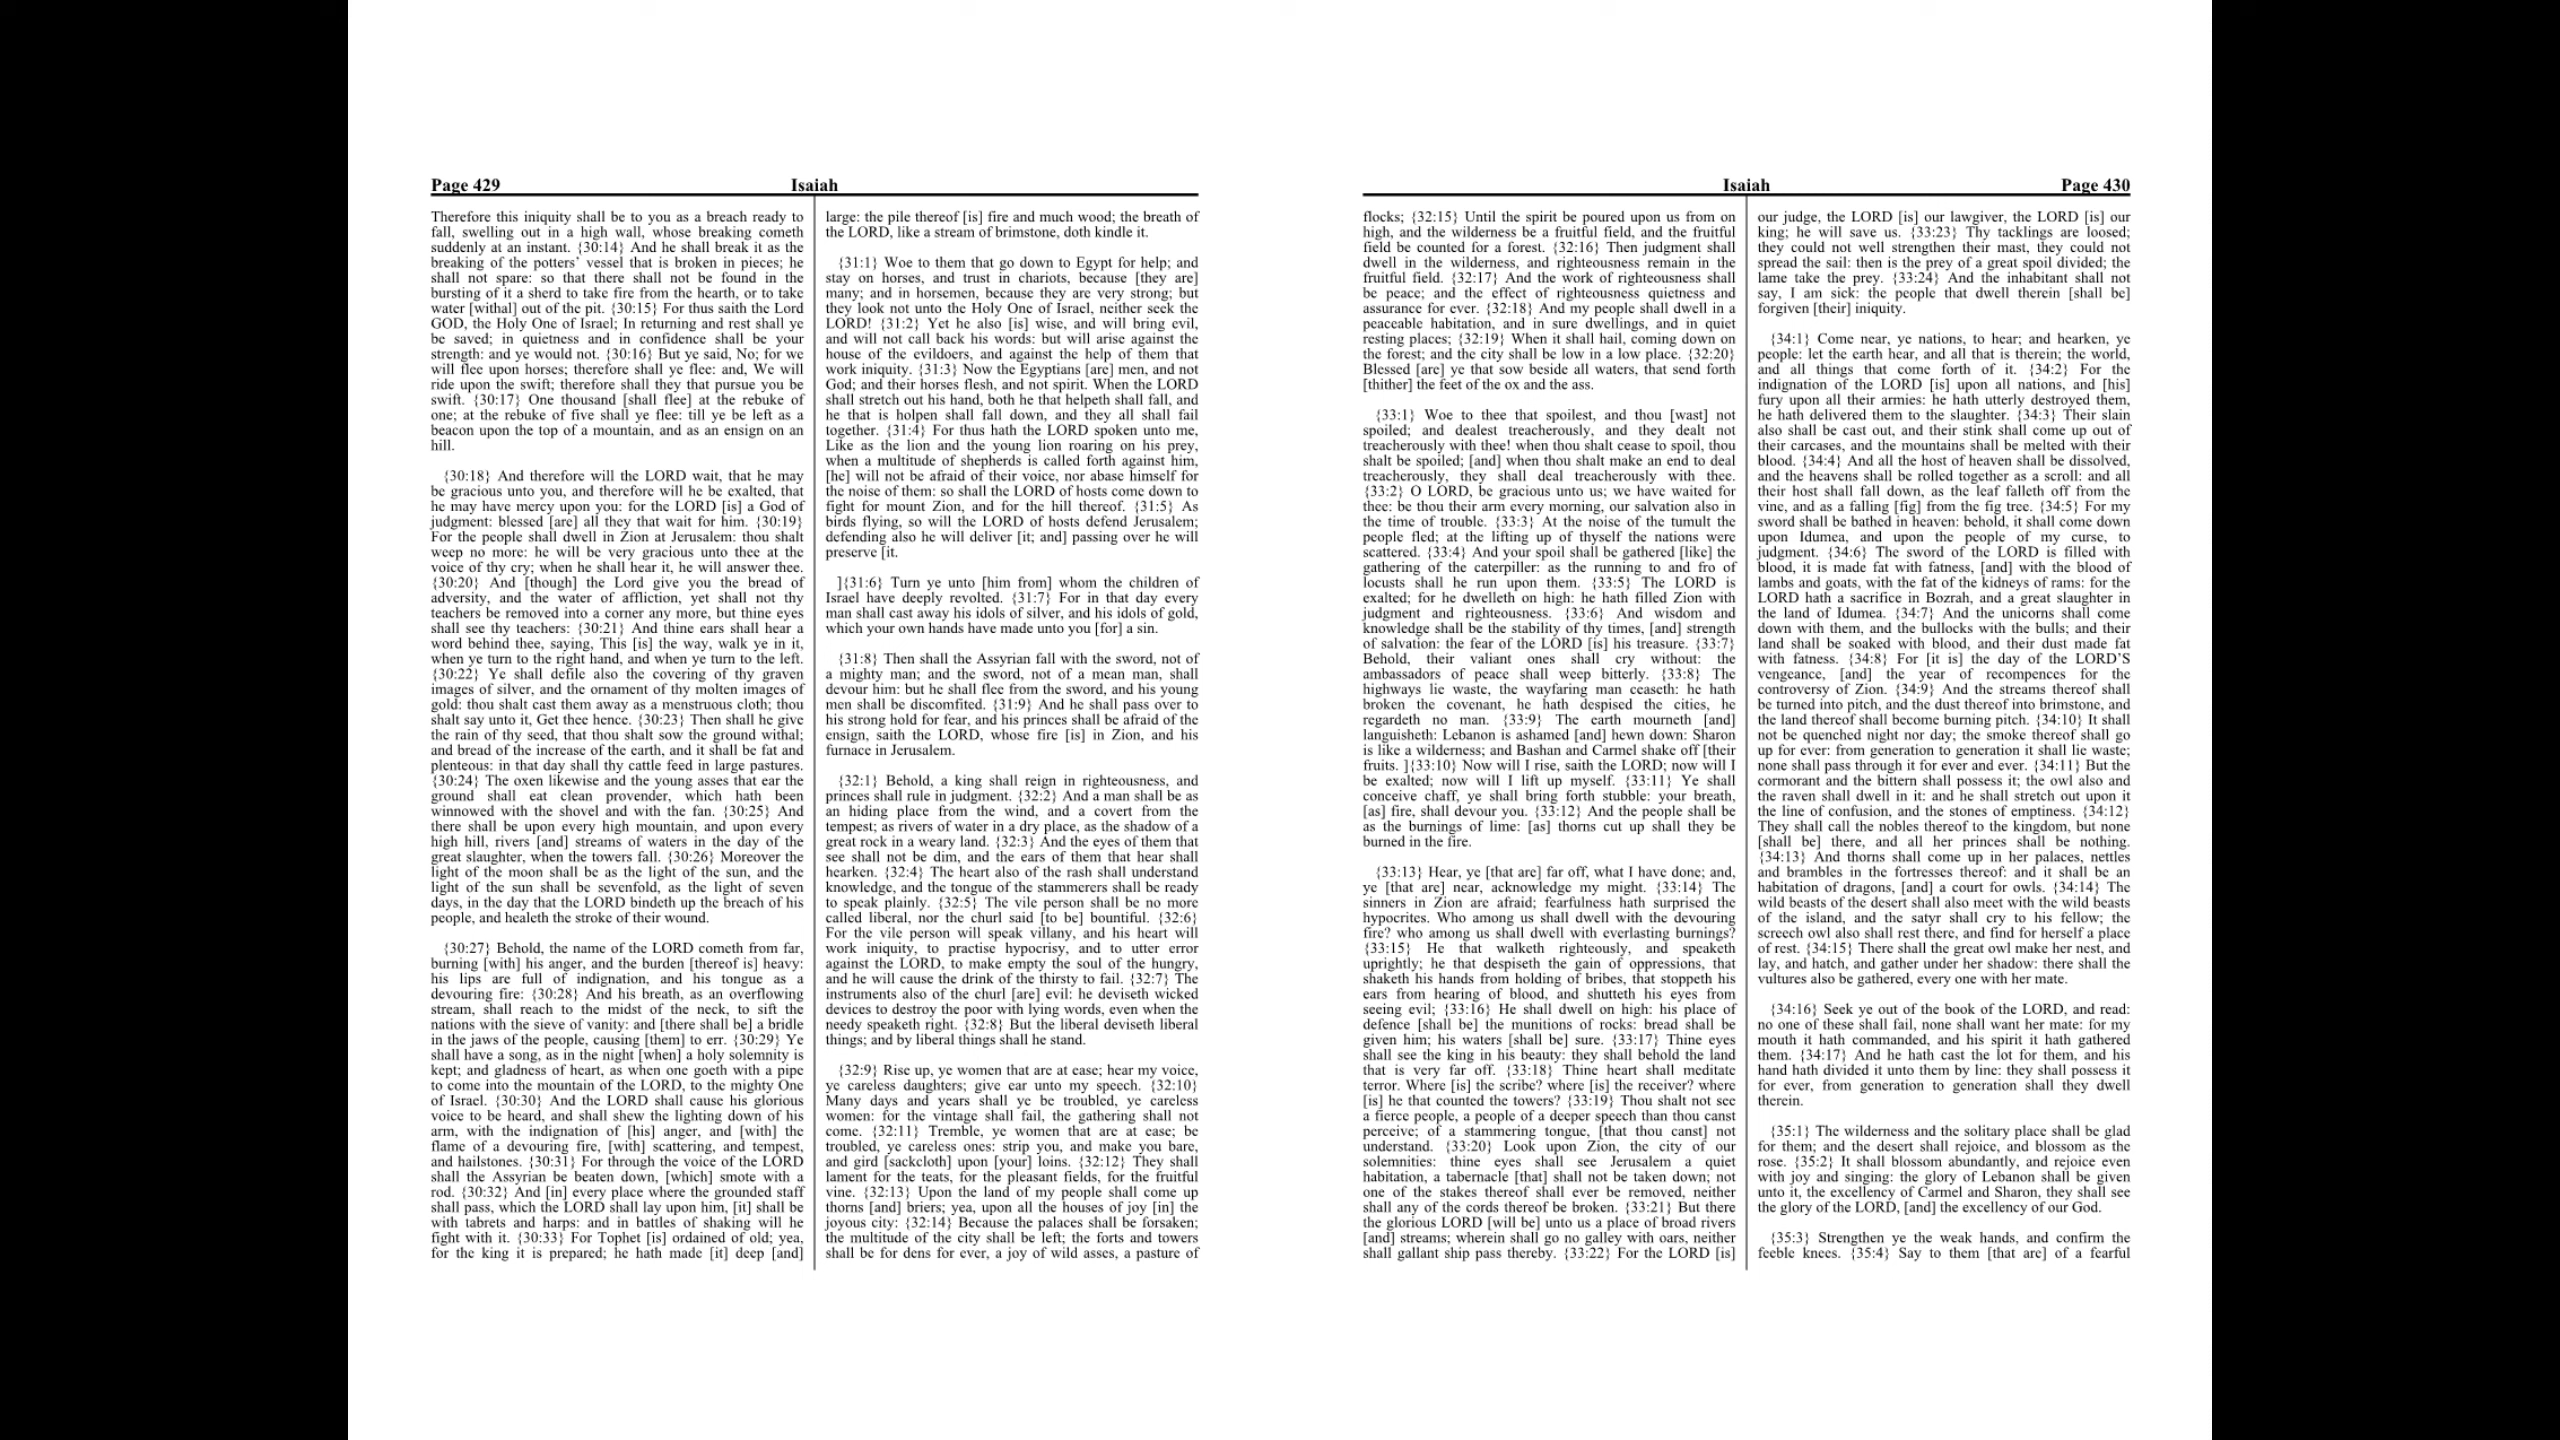 Page 429
Isaiah
Therefore this iniquity shall be to you as a breach ready to
fall, swelling out in a high wall, whose breaking cometh
suddenly at an instant. {30:14} And he shall break it as the
breaking of the potters’ vessel that is broken in pieces; he
shall not spare: so that there shall not be found in the
bursting of it a sherd to take fire from the hearth, or to take
water [withal] out of the pit. {30:15} For thus saith the Lord
GOD, the Holy One of Israel; In returning and rest shall ye
be saved; in quietness and in confidence shall be your
strength: and ye would not. {30:16} But ye said, No; for we
will flee upon horses; therefore shall ye flee: and, We will
ride upon the swift; therefore shall they that pursue you be
swift. {30:17} One thousand [shall flee] at the rebuke of
one; at the rebuke of five shall ye flee: till ye be left as a
beacon upon the top of a mountain, and as an ensign on an
hill.
{30:18} And therefore will the LORD wait, that he may
be gracious unto you, and therefore will he be exalted, that
he may have mercy upon you: for the LORD [is] a God of
judgment: blessed [are] all they that wait for him. {30:19}
For the people shall dwell in Zion at Jerusalem: thou shalt
weep no more: he will be very gracious unto thee at the
voice of thy cry; when he shall hear it, he will answer thee.
{30:20} And [though] the Lord give you the bread of
adversity, and the water of affliction, yet shall not thy
teachers be removed into a corner any more, but thine eyes
shall see thy teachers: {30:21} And thine ears shall hear a
word behind thee, saying, This [is] the way, walk ye in it,
when ye turn to the right hand, and when ye turn to the left.
{30:22} Ye shall defile also the covering of thy graven
images of silver, and the ornament of thy molten images of
gold: thou shalt cast them away as a menstruous cloth; thou
shalt say unto it, Get thee hence. {30:23} Then shall he give
the rain of thy seed, that thou shalt sow the ground withal;
and bread of the increase of the earth, and it shall be fat and
plenteous: in that day shall thy cattle feed in large pastures.
{30:24} The oxen likewise and the young asses that ear the
ground shall eat clean provender, which hath been
winnowed with the shovel and with the fan. {30:25} And
there shall be upon every high mountain, and upon every
high hill, rivers [and] streams of waters in the day of the
great slaughter, when the towers fall. {30:26} Moreover the
light of the moon shall be as the light of the sun, and the
light of the sun shall be sevenfold, as the light of seven
days, in the day that the LORD bindeth up the breach of his
people, and healeth the stroke of their wound.
{30:27} Behold, the name of the LORD cometh from far,
burning [with] his anger, and the burden [thereof is] heavy:
his lips are full of indignation, and his tongue as a
devouring fire: {30:28} And his breath, as an overflowing
stream, shall reach to the midst of the neck, to sift the
nations with the sieve of vanity: and [there shall be] a bridle
in the jaws of the people, causing [them] to err. {30:29} Ye
shall have a song, as in the night [when] a holy solemnity is
kept; and gladness of heart, as when one goeth with a pipe
to come into the mountain of the LORD, to the mighty One
of Israel. {30:30} And the LORD shall cause his glorious
voice to be heard, and shall shew the lighting down of his
arm, with the indignation of [his] anger, and [with] the
flame of a devouring fire, [with] scattering, and tempest,
and hailstones. {30:31} For through the voice of the LORD
shall the Assyrian be beaten down, [which] smote with a
rod. {30:32} And [in] every place where the grounded staff
shall pass, which the LORD shall lay upon him, [it] shall be
with tabrets and harps: and in battles of shaking will he
fight with it. {30:33} For Tophet [is] ordained of old; yea,
for the king it is prepared; he hath made [it] deep [and]
large: the pile thereof [is] fire and much wood; the breath of
the LORD, like a stream of brimstone, doth kindle it.
{31:1} Woe to them that go down to Egypt for help; and
stay on horses, and trust in chariots, because [they are]
many; and in horsemen, because they are very strong; but
they look not unto the Holy One of Israel, neither seek the
LORD! {31:2} Yet he also [is] wise, and will bring evil,
and will not call back his words: but will arise against the
house of the evildoers, and against the help of them that
work iniquity. {31:3} Now the Egyptians [are] men, and not
God; and their horses flesh, and not spirit. When the LORD
shall stretch out his hand, both he that helpeth shall fall, and
he that is holpen shall fall down, and they all shall fail
together. {31:4} For thus hath the LORD spoken unto me,
Like as the lion and the young lion roaring on his prey,
when a multitude of shepherds is called forth against him,
[he] will not be afraid of their voice, nor abase himself for
the noise of them: so shall the LORD of hosts come down to
fight for mount Zion, and for the hill thereof. {31:5} As
birds flying, so will the LORD of hosts defend Jerusalem;
defending also he will deliver [it; and] passing over he will
preserve [it.
]{31:6} Turn ye unto [him from] whom the children of
Israel have deeply revolted. {31:7} For in that day every
man shall cast away his idols of silver, and his idols of gold,
which your own hands have made unto you [for] a sin.
{31:8} Then shall the Assyrian fall with the sword, not of
a mighty man; and the sword, not of a mean man, shall
devour him: but he shall flee from the sword, and his young
men shall be discomfited. {31:9} And he shall pass over to
his strong hold for fear, and his princes shall be afraid of the
ensign, saith the LORD, whose fire [is] in Zion, and his
furnace in Jerusalem.
{32:1} Behold, a king shall reign in righteousness, and
princes shall rule in judgment. {32:2} And a man shall be as
an hiding place from the wind, and a covert from the
tempest; as rivers of water in a dry place, as the shadow of a
great rock in a weary land. {32:3} And the eyes of them that
see shall not be dim, and the ears of them that hear shall
hearken. {32:4} The heart also of the rash shall understand
knowledge, and the tongue of the stammerers shall be ready
to speak plainly. {32:5} The vile person shall be no more
called liberal, nor the churl said [to be] bountiful. {32:6}
For the vile person will speak villany, and his heart will
work iniquity, to practise hypocrisy, and to utter error
against the LORD, to make empty the soul of the hungry,
and he will cause the drink of the thirsty to fail. {32:7} The
instruments also of the churl [are] evil: he deviseth wicked
devices to destroy the poor with lying words, even when the
needy speaketh right. {32:8} But the liberal deviseth liberal
things; and by liberal things shall he stand.
{32:9} Rise up, ye women that are at ease; hear my voice,
ye careless daughters; give ear unto my speech. {32:10}
Many days and years shall ye be troubled, ye careless
women: for the vintage shall fail, the gathering shall not
come. {32:11} Tremble, ye women that are at ease; be
troubled, ye careless ones: strip you, and make you bare,
and gird [sackcloth] upon [your] loins. {32:12} They shall
lament for the teats, for the pleasant fields, for the fruitful
vine. {32:13} Upon the land of my people shall come up
thorns [and] briers; yea, upon all the houses of joy [in] the
joyous city: {32:14} Because the palaces shall be forsaken;
the multitude of the city shall be left; the forts and towers
shall be for dens for ever, a joy of wild asses, a pasture of
Isaiah
Page 430
flocks; {32:15} Until the spirit be poured upon us from on
high, and the wilderness be a fruitful field, and the fruitful
field be counted for a forest. {32:16} Then judgment shall
dwell in the wilderness, and righteousness remain in the
fruitful field. {32:17} And the work of righteousness shall
be peace; and the effect of righteousness quietness and
assurance for ever. {32:18} And my people shall dwell in a
peaceable habitation, and in sure dwellings, and in quiet
resting places; {32:19} When it shall hail, coming down on
the forest; and the city shall be low in a low place. {32:20}
Blessed [are] ye that sow beside all waters, that send forth
[thither] the feet of the ox and the ass.
{33:1} Woe to thee that spoilest, and thou [wast] not
spoiled; and dealest treacherously, and they dealt not
treacherously with thee! when thou shalt cease to spoil, thou
shalt be spoiled; [and] when thou shalt make an end to deal
treacherously, they shall deal treacherously with thee.
{33:2} O LORD, be gracious unto us; we have waited for
thee: be thou their arm every morning, our salvation also in
the time of trouble. {33:3} At the noise of the tumult the
people fled; at the lifting up of thyself the nations were
scattered. {33:4} And your spoil shall be gathered [like] the
gathering of the caterpiller: as the running to and fro of
locusts shall he run upon them. {33:5} The LORD is
exalted; for he dwelleth on high: he hath filled Zion with
judgment and righteousness. {33:6} And wisdom and
knowledge shall be the stability of thy times, [and] strength
of salvation: the fear of the LORD [is] his treasure. {33:7}
Behold, their valiant ones shall cry without: the
ambassadors of peace shall weep bitterly. {33:8} The
highways lie waste, the wayfaring man ceaseth: he hath
broken the covenant, he hath despised the cities, he
regardeth no man. {33:9} The earth mourneth [and]
languisheth: Lebanon is ashamed [and] hewn down: Sharon
is like a wilderness; and Bashan and Carmel shake off [their
fruits. ]{33:10} Now will I rise, saith the LORD; now will I
be exalted; now will I lift up myself. {33:11} Ye shall
conceive chaff, ye shall bring forth stubble: your breath,
[as] fire, shall devour you. {33:12} And the people shall be
as the burnings of lime: [as] thorns cut up shall they be
burned in the fire.
{33:13} Hear, ye [that are] far off, what I have done; and,
ye [that are] near, acknowledge my might. {33:14} The
sinners in Zion are afraid; fearfulness hath surprised the
hypocrites. Who among us shall dwell with the devouring
fire? who among us shall dwell with everlasting burnings?
{33:15} He that walketh righteously, and speaketh
uprightly; he that despiseth the gain of oppressions, that
shaketh his hands from holding of bribes, that stoppeth his
ears from hearing of blood, and shutteth his eyes from
seeing evil; {33:16} He shall dwell on high: his place of
defence [shall be] the munitions of rocks: bread shall be
given him; his waters [shall be] sure. {33:17} Thine eyes
shall see the king in his beauty: they shall behold the land
that is very far off. {33:18} Thine heart shall meditate
terror. Where [is] the scribe? where [is] the receiver? where
[is] he that counted the towers? {33:19} Thou shalt not see
a fierce people, a people of a deeper speech than thou canst
perceive; of a stammering tongue, [that thou canst] not
understand. {33:20} Look upon Zion, the city of our
solemnities: thine eyes shall see Jerusalem a quiet
habitation, a tabernacle [that] shall not be taken down; not
one of the stakes thereof shall ever be removed, neither
shall any of the cords thereof be broken. {33:21} But there
the glorious LORD [will be] unto us a place of broad rivers
[and] streams; wherein shall go no galley with oars, neither
shall gallant ship pass thereby. {33:22} For the LORD [is]
our judge, the LORD [is] our lawgiver, the LORD [is] our
king; he will save us. {33:23} Thy tacklings are loosed;
they could not well strengthen their mast, they could not
spread the sail: then is the prey of a great spoil divided; the
lame take the prey. {33:24} And the inhabitant shall not
say, I am sick: the people that dwell therein [shall be]
forgiven [their] iniquity.
{34:1} Come near, ye nations, to hear; and hearken, ye
people: let the earth hear, and all that is therein; the world,
and all things that come forth of it. {34:2} For the
indignation of the LORD [is] upon all nations, and [his]
fury upon all their armies: he hath utterly destroyed them,
he hath delivered them to the slaughter. {34:3} Their slain
also shall be cast out, and their stink shall come up out of
their carcases, and the mountains shall be melted with their
blood. {34:4} And all the host of heaven shall be dissolved,
and the heavens shall be rolled together as a scroll: and all
their host shall fall down, as the leaf falleth off from the
vine, and as a falling [fig] from the fig tree. {34:5} For my
sword shall be bathed in heaven: behold, it shall come down
upon Idumea, and upon the people of my curse, to
judgment. {34:6} The sword of the LORD is filled with
blood, it is made fat with fatness, [and] with the blood of
lambs and goats, with the fat of the kidneys of rams: for the
LORD hath a sacrifice in Bozrah, and a great slaughter in
the land of Idumea. {34:7} And the unicorns shall come
down with them, and the bullocks with the bulls; and their
land shall be soaked with blood, and their dust made fat
with fatness. {34:8} For [it is] the day of the LORD’S
vengeance, [and] the year of recompences for the
controversy of Zion. {34:9} And the streams thereof shall
be turned into pitch, and the dust thereof into brimstone, and
the land thereof shall become burning pitch. {34:10} It shall
not be quenched night nor day; the smoke thereof shall go
up for ever: from generation to generation it shall lie waste;
none shall pass through it for ever and ever. {34:11} But the
cormorant and the bittern shall possess it; the owl also and
the raven shall dwell in it: and he shall stretch out upon it
the line of confusion, and the stones of emptiness. {34:12}
They shall call the nobles thereof to the kingdom, but none
[shall be] there, and all her princes shall be nothing.
{34:13} And thorns shall come up in her palaces, nettles
and brambles in the fortresses thereof: and it shall be an
habitation of dragons, [and] a court for owls. {34:14} The
wild beasts of the desert shall also meet with the wild beasts
of the island, and the satyr shall cry to his fellow; the
screech owl also shall rest there, and find for herself a place
of rest. {34:15} There shall the great owl make her nest, and
lay, and hatch, and gather under her shadow: there shall the
vultures also be gathered, every one with her mate.
{34:16} Seek ye out of the book of the LORD, and read:
no one of these shall fail, none shall want her mate: for my
mouth it hath commanded, and his spirit it hath gathered
them. {34:17} And he hath cast the lot for them, and his
hand hath divided it unto them by line: they shall possess it
for ever, from generation to generation shall they dwell
therein.
{35:1} The wilderness and the solitary place shall be glad
for them; and the desert shall rejoice, and blossom as the
rose. {35:2} It shall blossom abundantly, and rejoice even
with joy and singing: the glory of Lebanon shall be given
unto it, the excellency of Carmel and Sharon, they shall see
the glory of the LORD, [and] the excellency of our God.
{35:3} Strengthen ye the weak hands, and confirm the
feeble knees. {35:4} Say to them [that are] of a fearful